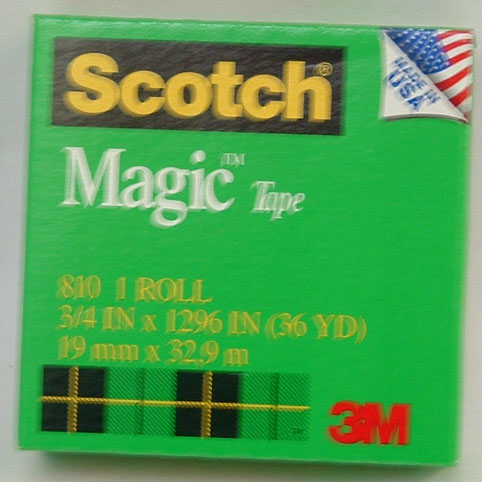 Scotch®
MADE IN
USA
Magic™ Tape
810 1 ROLL
3/4 IN x 1296 IN (36 YD)
19 mm x 32,9 m
3M